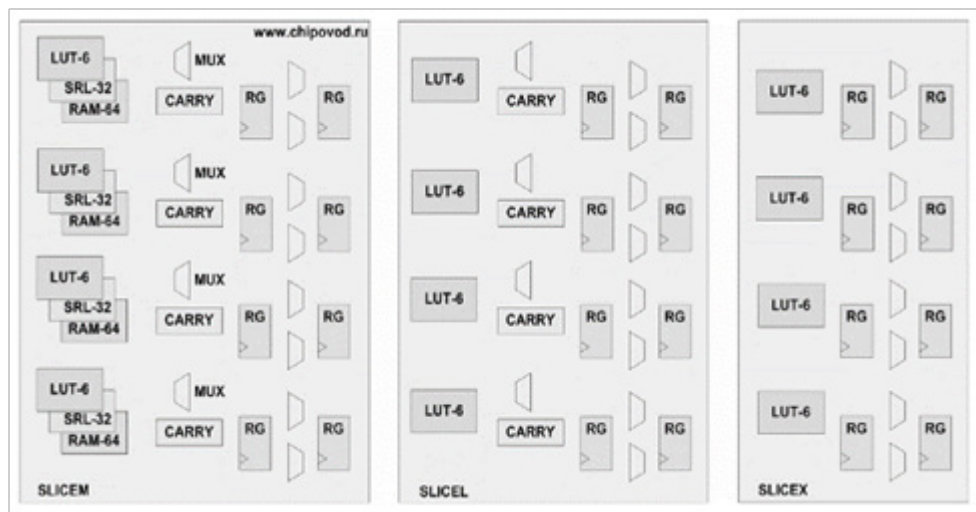 www.chipovod.ru
LUT-6
SRL-32
RAM-64
MUX
CARRY
RG
RG
LUT-6
SRL-32
RAM-64
MUX
CARRY
RG
RG
LUT-6
SRL-32
RAM-64
MUX
CARRY
RG
RG
LUT-6
SRL-32
RAM-64
MUX
CARRY
RG
RG
SLICEM
LUT-6
CARRY
RG
RG
LUT-6
CARRY
RG
RG
LUT-6
CARRY
RG
RG
LUT-6
CARRY
RG
RG
SLICEL
LUT-6
RG
RG
LUT-6
RG
RG
LUT-6
RG
RG
LUT-6
RG
RG
SLICEX